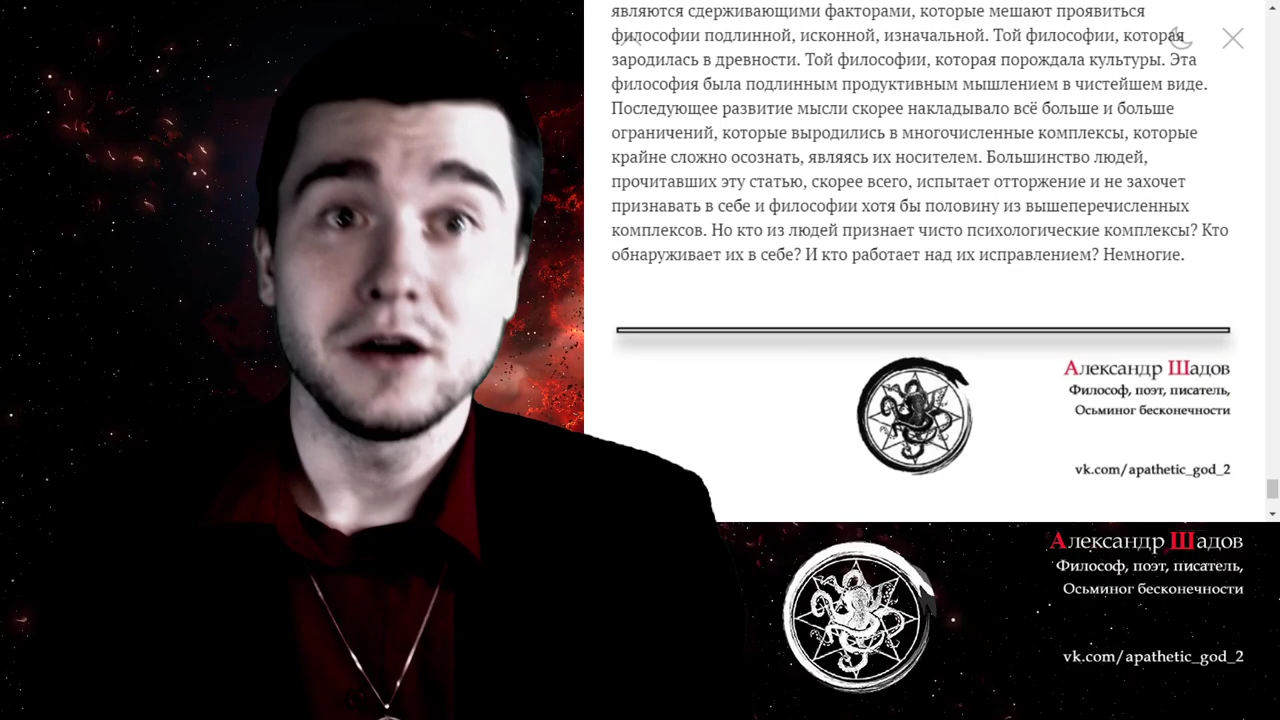 являются сдерживающими факторами, которые мешают проявиться
философии подлинной, исконной, изначальной. Той философии, которая
зародилась в древности. Той философии, которая порождала культуры. Эта
философия была подлинным продуктивным мышлением в чистейшем виде.
Последующее развитие мысли скорее накладывало всё больше и больше
ограничений, которые выродились в многочисленные комплексы, которые
крайне сложно осознать, являясь их носителем. Большинство людей,
прочитавших эту статью, скорее всего, испытает отторжение и не захочет
признавать в себе и философии хотя бы половину из вышеперечисленных
комплексов. Но кто из людей признает чисто психологические комплексы? Кто
обнаруживает их в себе? И кто работает над их исправлением? Немногие.
Александр Шадов
Философ, поэт, писатель,
Осьминог бесконечности
vk.com/apathetic_god_2
Александр Шадов
Философ, поэт, писатель,
Осьминог бесконечности
vk.com/apathetic_god_2